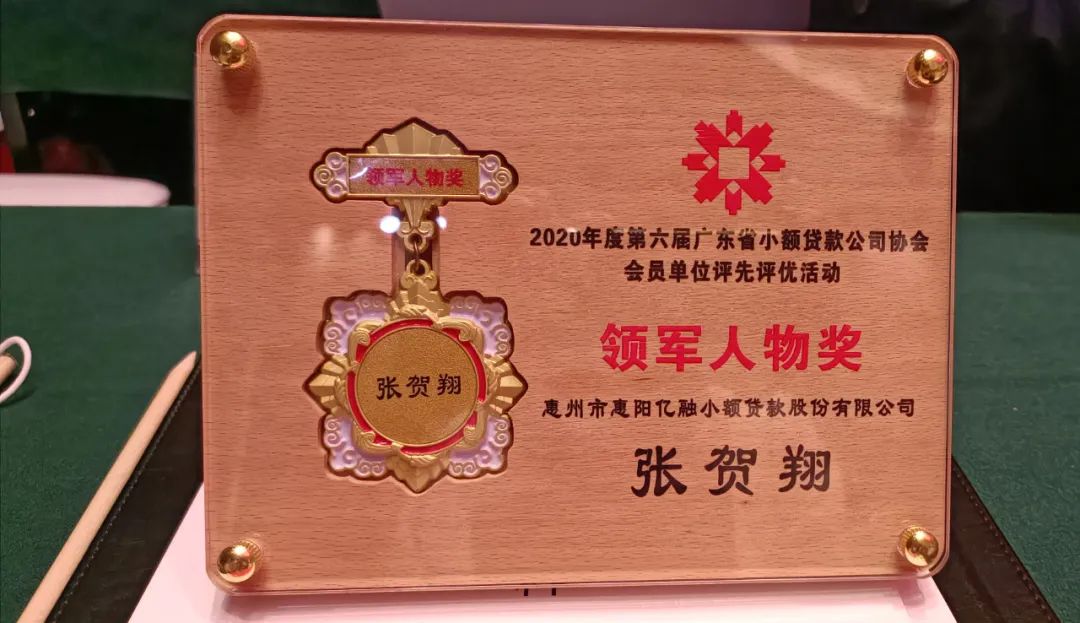 领军人物奖
张贺翔
2020年度第六届广东省小额贷款公司协会
会员单位评先评优活动
领军人物奖
惠州市惠阳亿融小额贷款股份有限公司
张贺翔